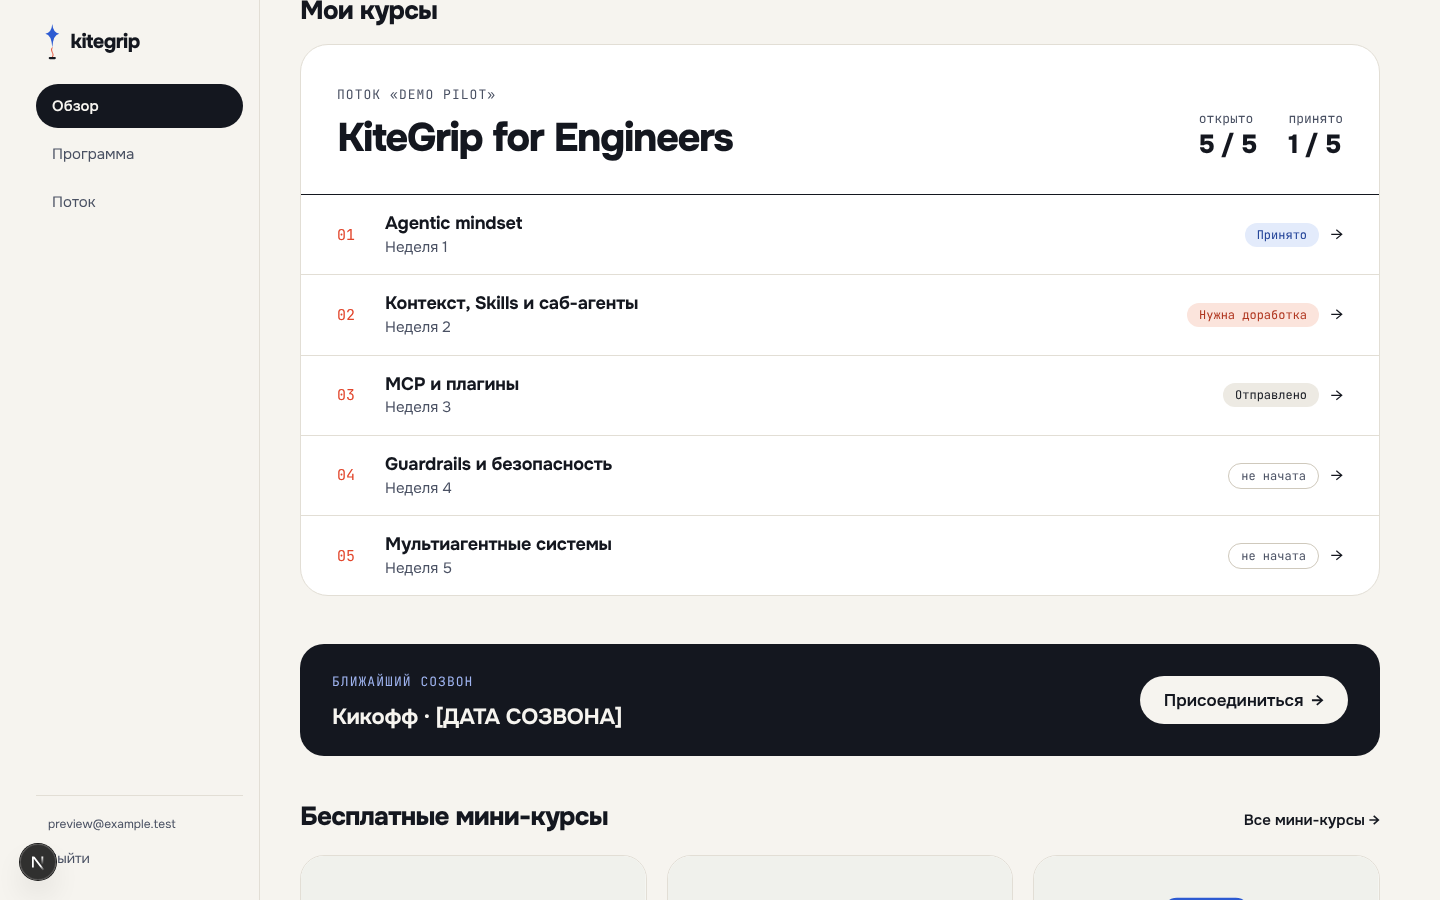 kitegrip
Обзор
Программа
Поток
preview@example.test
ыйти
N
Мои курсы
ПОТОК «DEMO PILOT»
KiteGrip for Engineers
открыто
5 / 5
принято
1 / 5
01
Agentic mindset
Неделя 1
Принято →
02
Контекст, Skills и саб-агенты
Неделя 2
Нужна доработка →
03
MCP и плагины
Неделя 3
Отправлено →
04
Guardrails и безопасность
Неделя 4
не начата →
05
Мультиагентные системы
Неделя 5
не начата →
БЛИЖАЙШИЙ СОЗВОН
Кикофф · [ДАТА СОЗВОНА]
Присоединиться →
Бесплатные мини-курсы
Все мини-курсы →